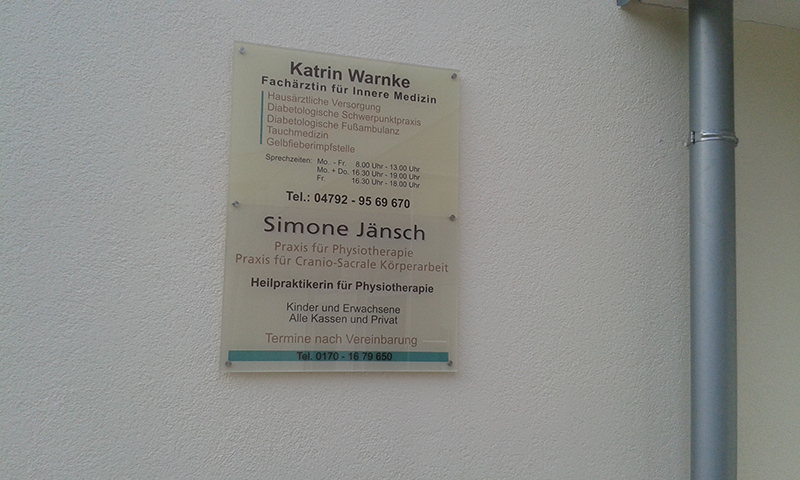 Katrin Warnke
Fachärztin für Innere Medizin
Hausärztliche Versorgung
Diabetologische Schwerpunktpraxis
Diabetologische Fußambulanz
Tauchmedizin
Gelbfieberimpfstelle
Sprechzeiten: Mo. - Fr. 8.00 Uhr - 13.00 Uhr
Mo. + Do. 16.30 Uhr - 19.00 Uhr
Fr. 16.30 Uhr - 18.00 Uhr
Tel.: 04792 - 95 69 670
Simone Jänsch
Praxis für Physiotherapie
Praxis für Cranio-Sacrale Körperarbeit
Heilpraktikerin für Physiotherapie
Kinder und Erwachsene
Alle Kassen und Privat
Termine nach Vereinbarung
Tel. 0170 - 16 79 650